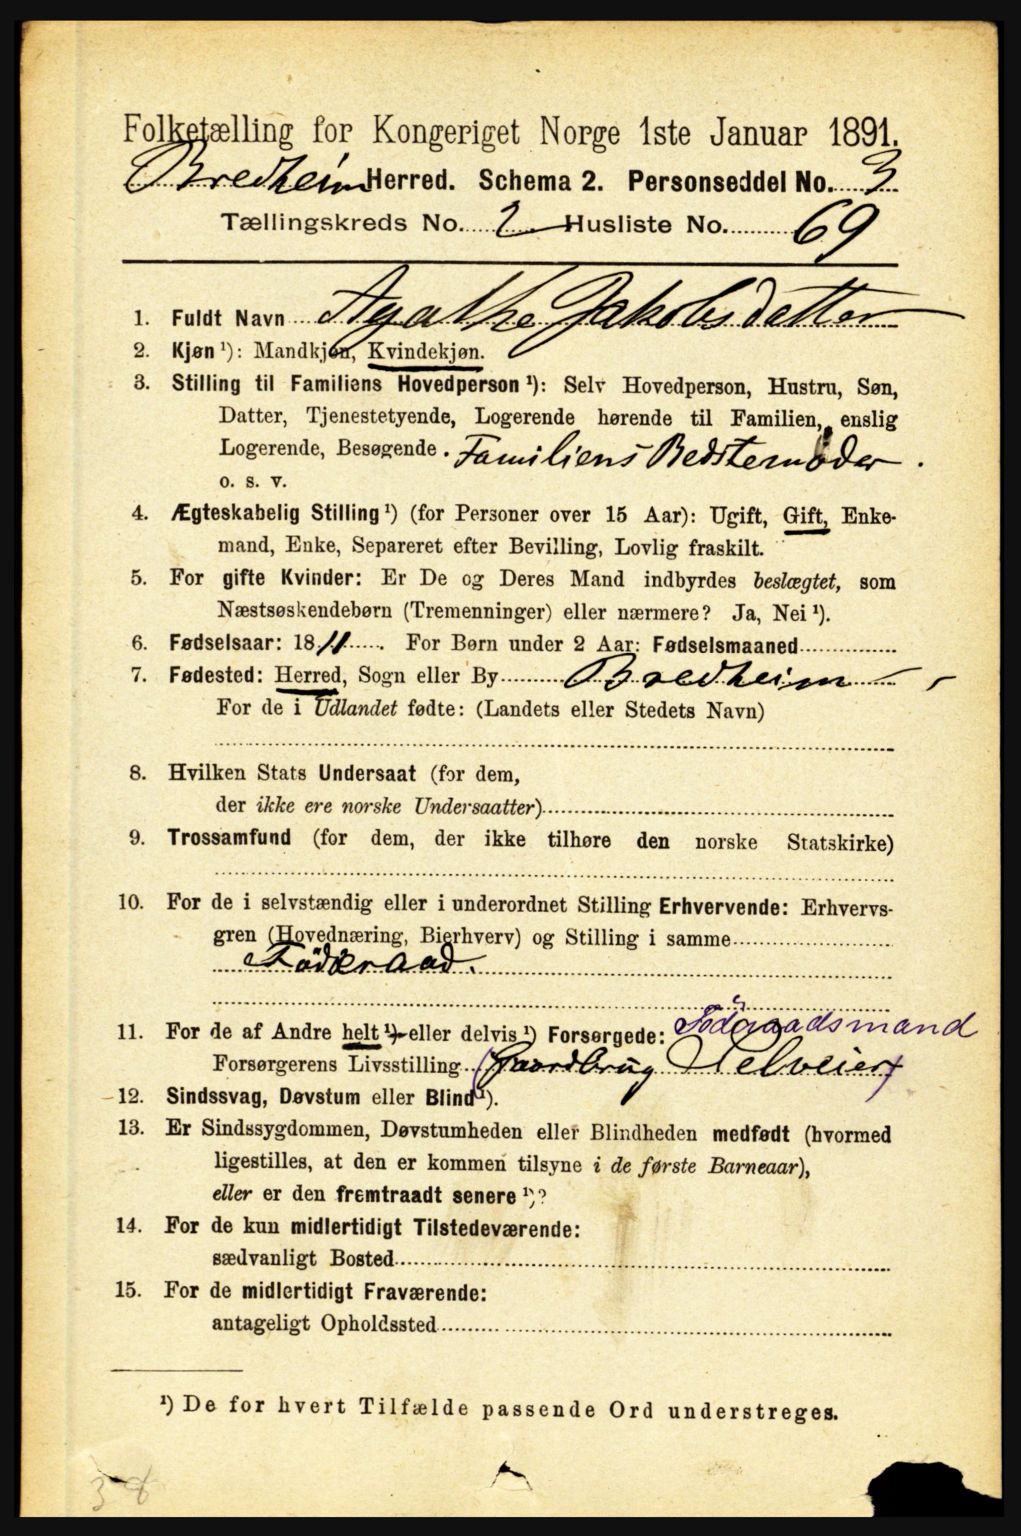 Folketælling for Kongeriget Norge 1ste Januar 1891.
Bredheim Herred. Schema 2. Personseddel No. 3
Tællingskreds No. 2 Husliste No. 69
1. Fuldt Navn Agathe Jakobsdatter
2. Kjøn ¹): Mandkjøn, Kvindekjøn.
3. Stilling til Familiens Hovedperson ¹): Selv Hovedperson, Hustru, Søn,
Datter, Tjenestetyende, Logerende hørende til Familien, enslig
Logerende, Besøgende. Familiens Bedstemoder.
o. s. v.
4. Ægteskabelig Stilling ¹) (for Personer over 15 Aar): Ugift, Gift, Enke-
mand, Enke, Separeret efter Bevilling, Lovlig fraskilt.
5. For gifte Kvinder: Er De og Deres Mand indbyrdes beslægtet, som
Næstsøskendebørn (Tremenninger) eller nærmere? Ja, Nei ¹).
6. Fødselsaar: 1811. For Børn under 2 Aar: Fødselsmaaned
7. Fødested: Herred, Sogn eller By Bredheim
For de i Udlandet fødte: (Landets eller Stedets Navn)
8. Hvilken Stats Undersaat (for dem,
der ikke ere norske Undersaatter)
9. Trossamfund (for dem, der ikke tilhøre den norske Statskirke)
10. For de i selvstændig eller i underordnet Stilling Erhvervende: Erhvervs-
gren (Hovednæring, Bierhverv) og Stilling i samme
Föderaad.
11. For de af Andre helt ¹) eller delvis ¹) Forsørgede: Föderaadsmand
Forsørgerens Livsstilling (Gaardbrug Selveier)
12. Sindssvag, Døvstum eller Blind ¹).
13. Er Sindssygdommen, Døvstumheden eller Blindheden medfødt (hvormed
ligestilles, at den er kommen tilsyne i de første Barneaar),
eller er den fremtraadt senere ¹)?
14. For de kun midlertidigt Tilstedeværende:
sædvanligt Bosted
15. For de midlertidigt Fraværende:
antageligt Opholdssted
¹) De for hvert Tilfælde passende Ord understreges.
38